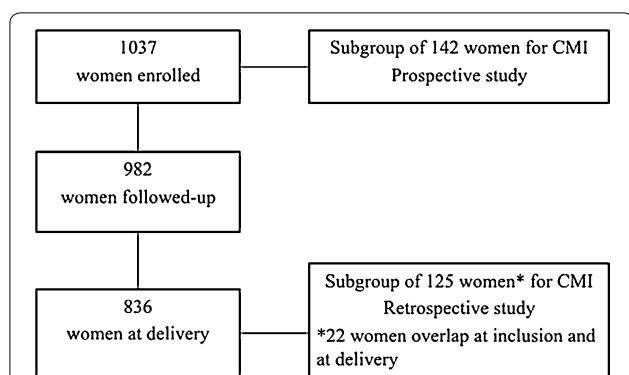 1037
women enrolled
Subgroup of 142 women for CMI
Prospective study
982
women followed-up
836
women at delivery
Subgroup of 125 women* for CMI
Retrospective study
*22 women overlap at inclusion and
at delivery